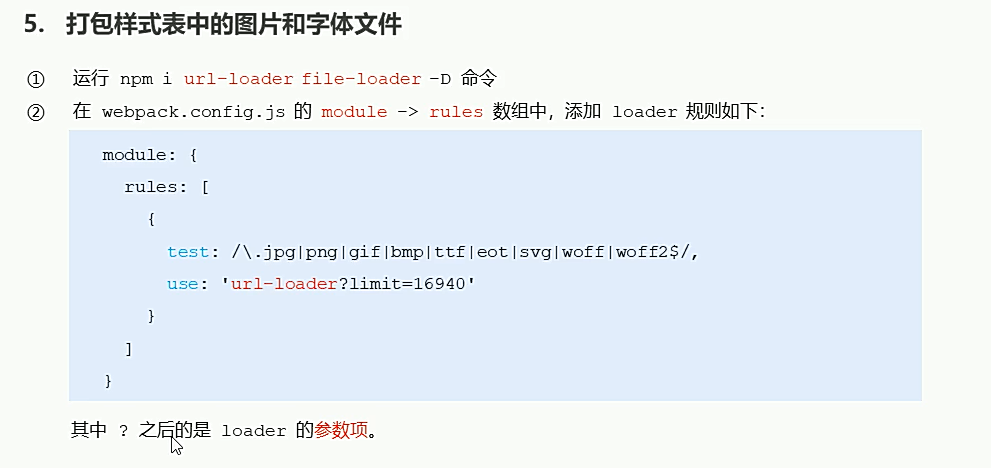 5. 打包样式表中的图片和字体文件
① 运行 npm i url-loader file-loader -D 命令
② 在 webpack.config.js 的 module -> rules 数组中，添加 loader 规则如下：
module: {
rules: [
{
test: /\.jpg|png|gif|bmp|ttf|eot|svg|woff|woff2$/,
use: 'url-loader?limit=16940'
}
]
}
其中 ? 之后的是 loader 的参数项。